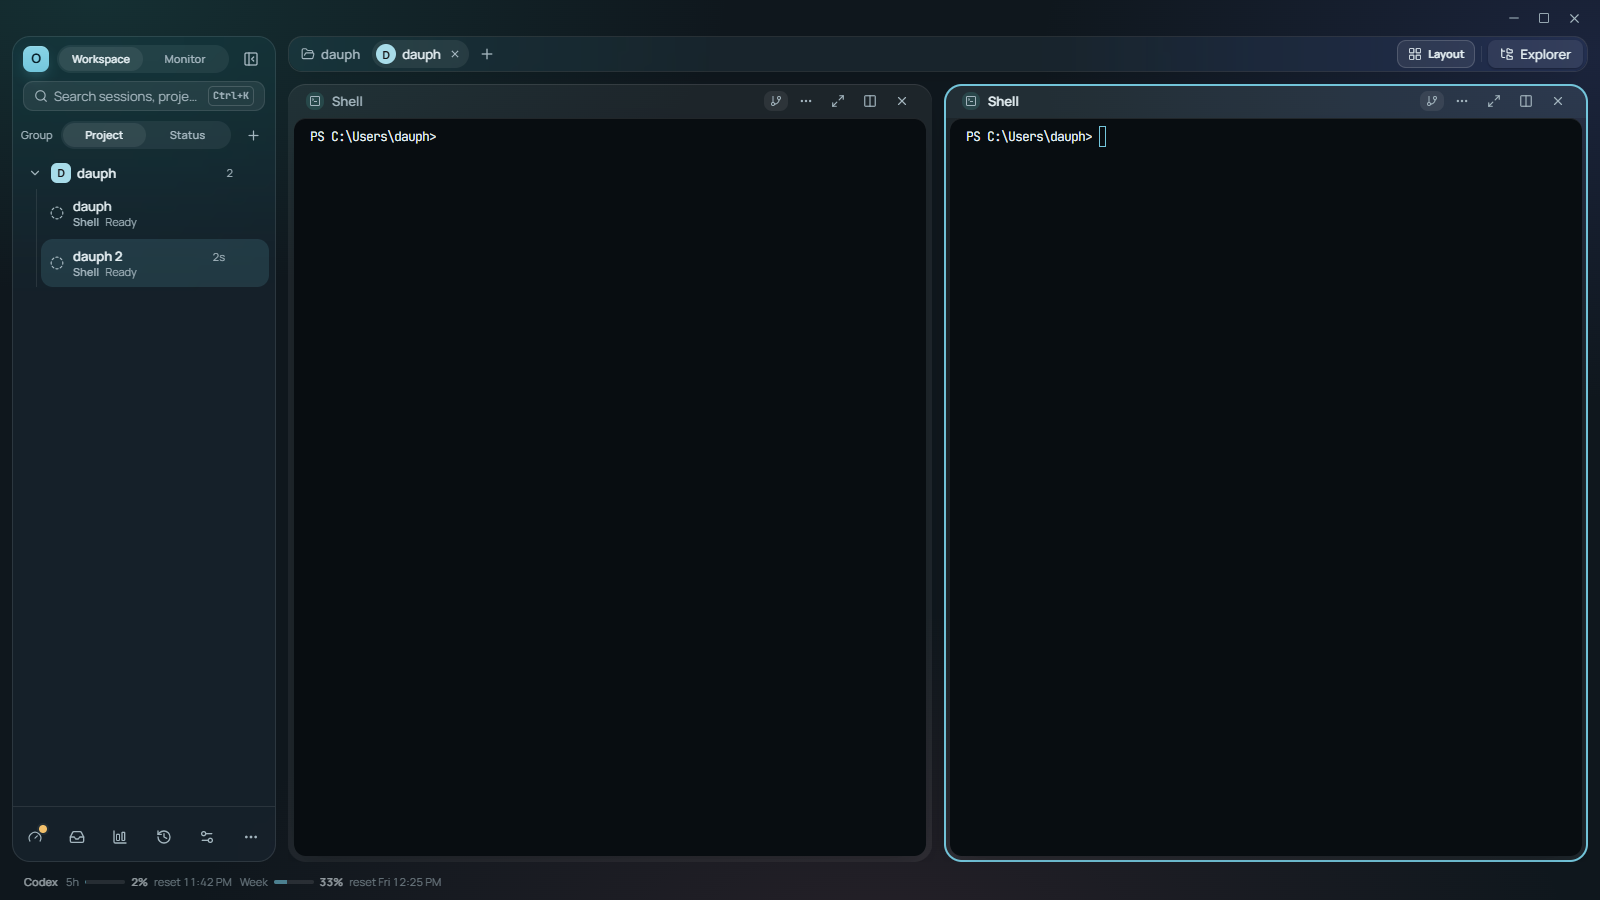 O Workspace Monitor
Search sessions, proje... Ctrl+K
Group Project Status
D dauph 2
dauph
Shell Ready
dauph 2 2s
Shell Ready
dauph D dauph
Layout Explorer
Shell
PS C:\Users\dauph>
Shell
PS C:\Users\dauph>
Codex 5h 2% reset 11:42 PM Week 33% reset Fri 12:25 PM